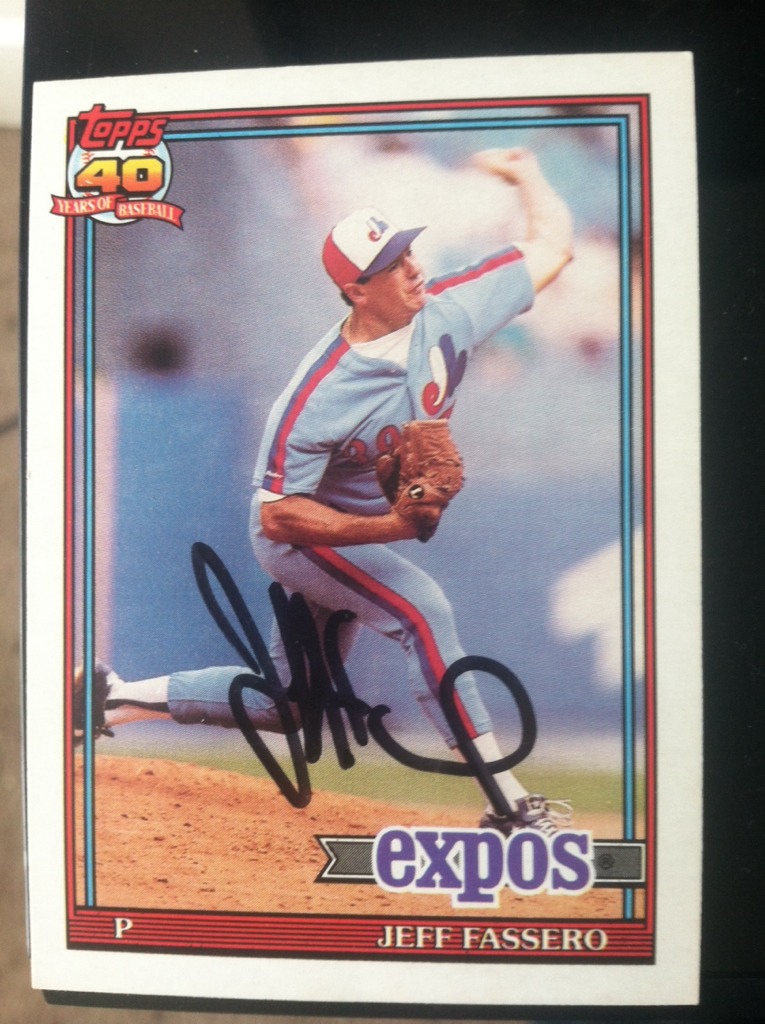 TOPPS
40
YEARS OF BASEBALL
expos
P
JEFF FASSERO